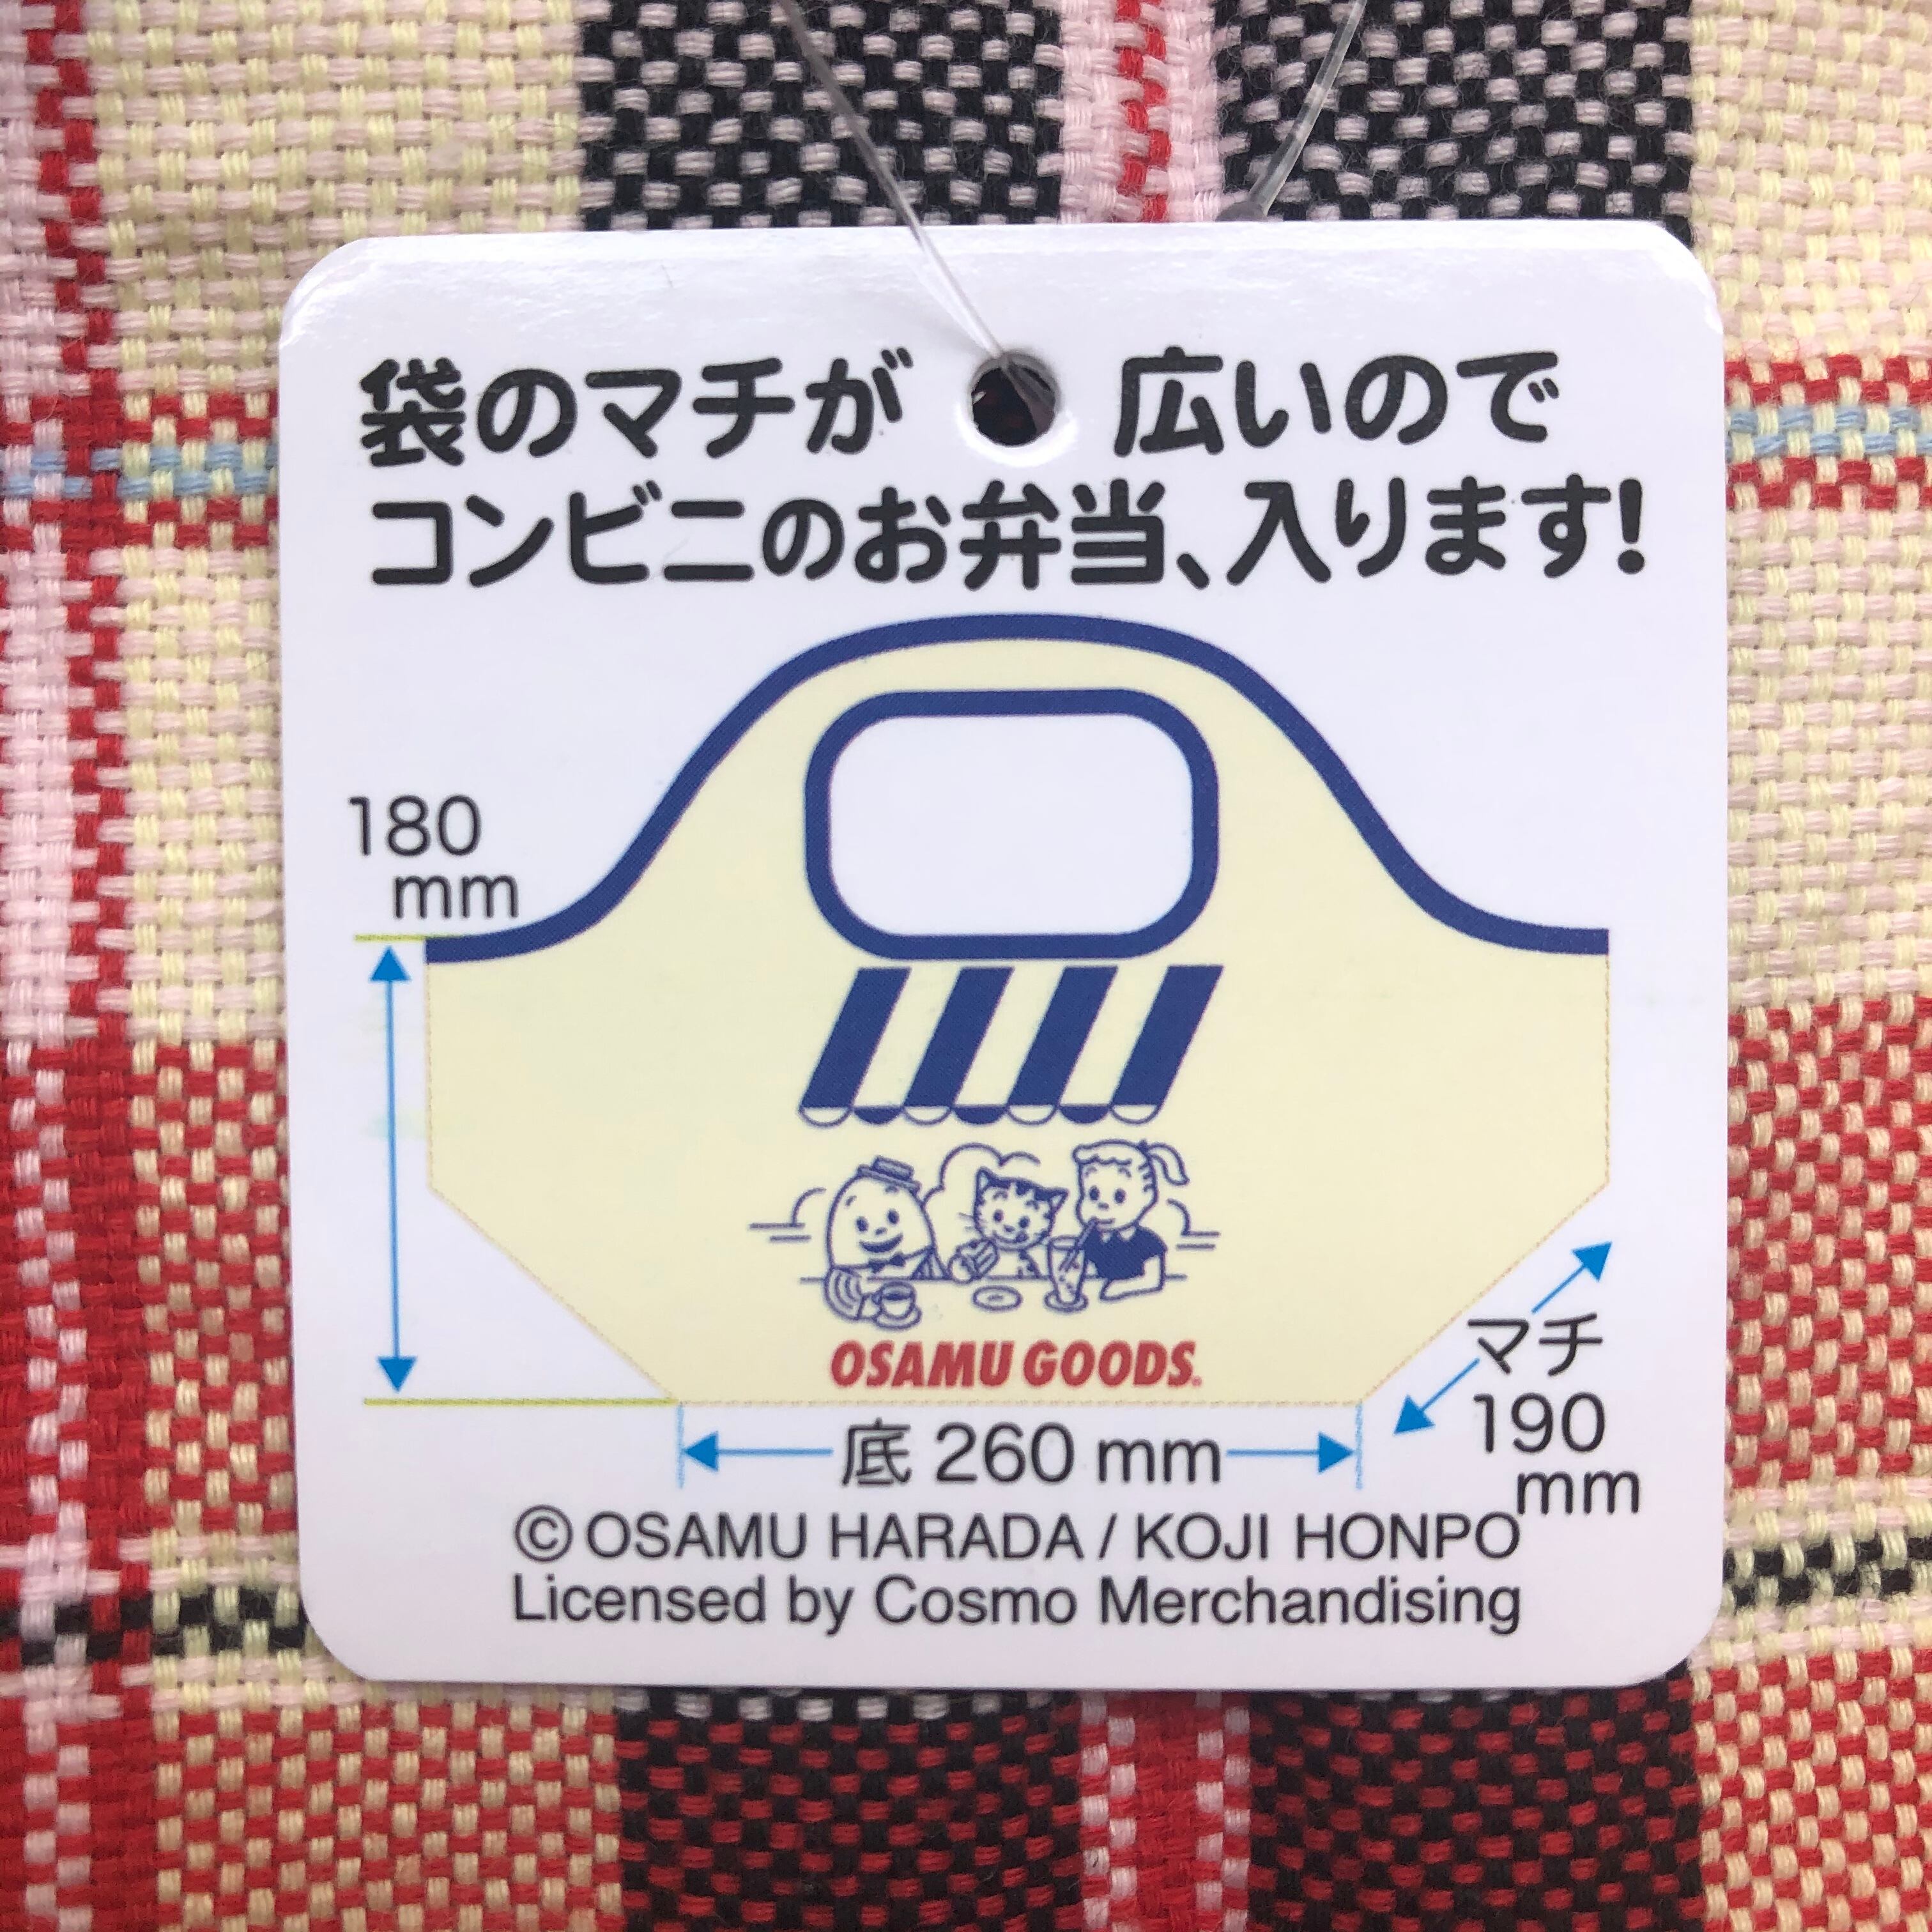 袋のマチが 広いので
コンビニのお弁当、入ります!
180
mm
OSAMU GOODS.
マチ
190
mm
底 260 mm
©OSAMU HARADA / KOJI HONPO
Licensed by Cosmo Merchandising